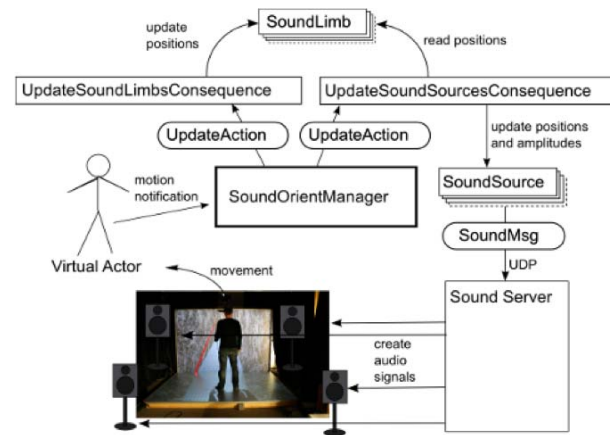 SoundLimb
update
positions
read positions
UpdateSoundLimbsConsequence
UpdateSoundSourcesConsequence
UpdateAction
UpdateAction
update positions
and amplitudes
motion
notification
SoundOrientManager
SoundSource
SoundMsg
Virtual Actor
movement
UDP
Sound Server
create
audio
signals